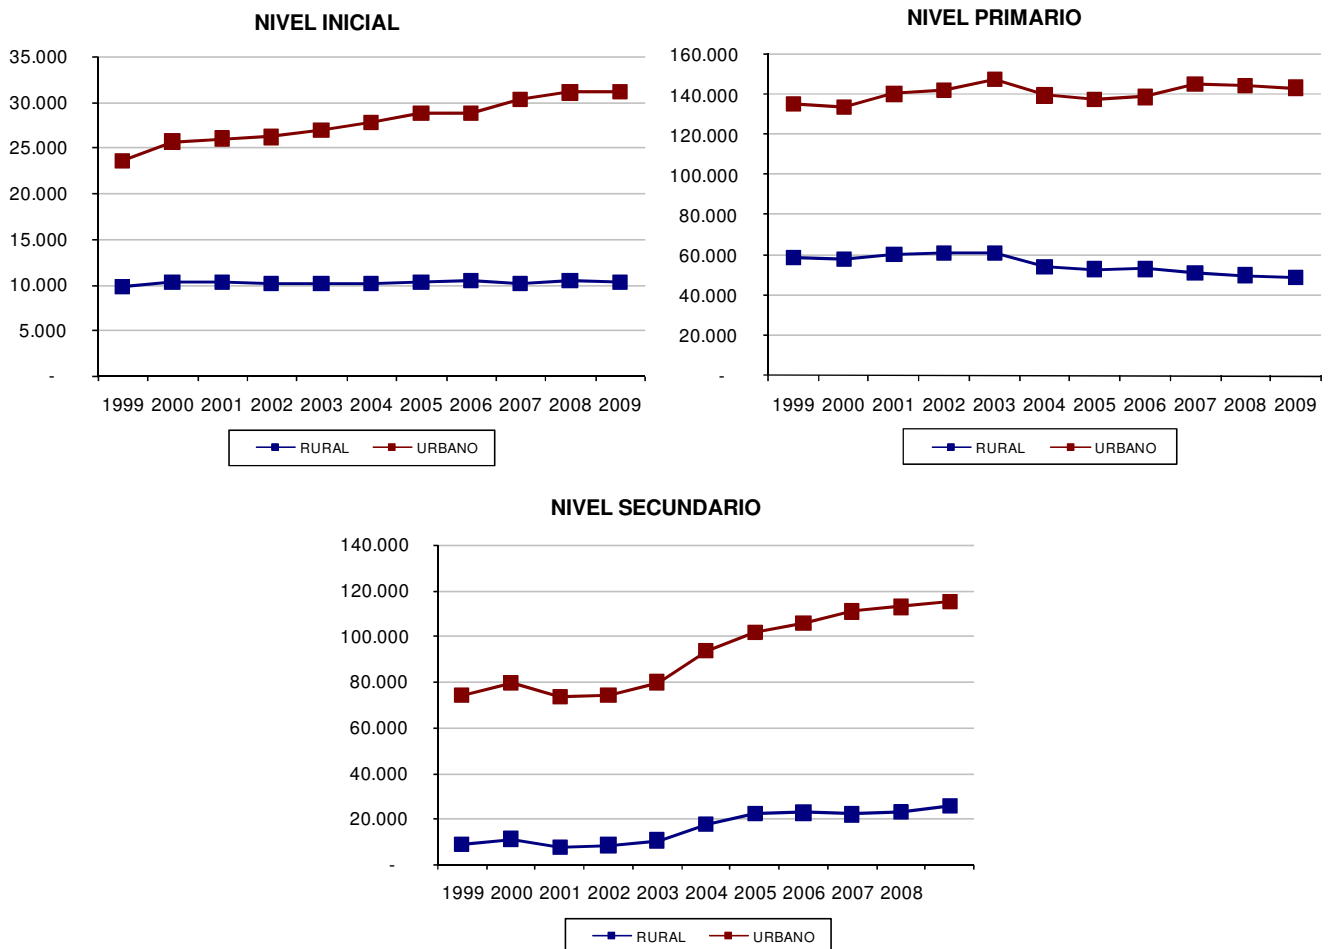 NIVEL INICIAL
35.000
30.000
25.000
20.000
15.000
10.000
5.000
-
1999 2000 2001 2002 2003 2004 2005 2006 2007 2008 2009
RURAL URBANO
NIVEL PRIMARIO
160.000
140.000
120.000
100.000
80.000
60.000
40.000
20.000
-
1999 2000 2001 2002 2003 2004 2005 2006 2007 2008 2009
RURAL URBANO
NIVEL SECUNDARIO
140.000
120.000
100.000
80.000
60.000
40.000
20.000
-
1999 2000 2001 2002 2003 2004 2005 2006 2007 2008
RURAL URBANO